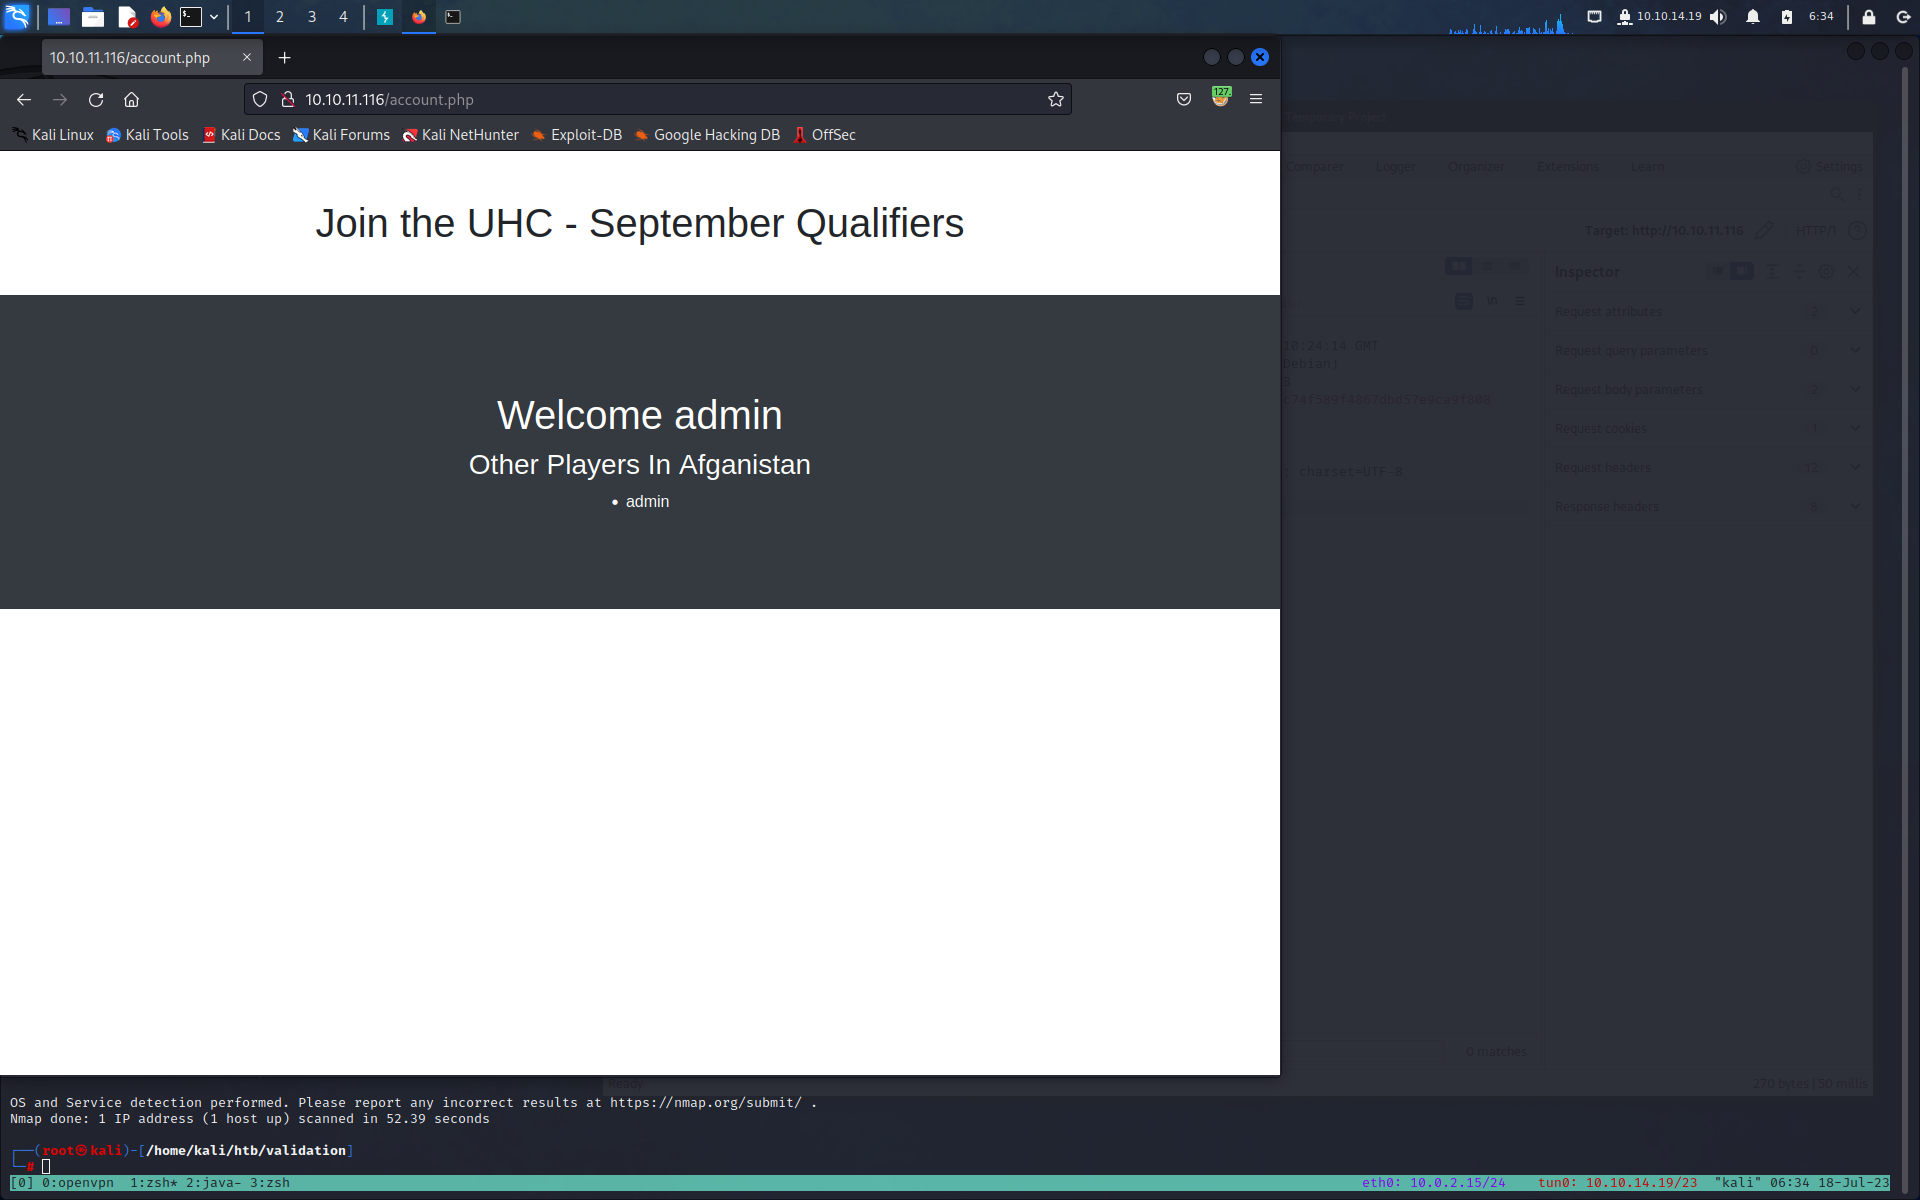 1 2 3 4 10.10.14.19 6:34
10.10.11.116/account.php
10.10.11.116/account.php
127.
Kali Linux Kali Tools Kali Docs Kali Forums Kali NetHunter Exploit-DB Google Hacking DB OffSec
Join the UHC - September Qualifiers
Welcome admin
Other Players In Afganistan
admin
Temporary Project
Comparer Logger Organizer Extensions Learn Settings
Target: http://10.10.11.116 HTTP/1
Inspector
\n
Request attributes 2
Request query parameters 0
Request body parameters 2
Request cookies 1
Request headers 12
Response headers 8
10:24:14 GMT
Debian)
charset=UTF-8
0 matches
Ready 270 bytes | 50 millis
OS and Service detection performed. Please report any incorrect results at https://nmap.org/submit/ .
Nmap done: 1 IP address (1 host up) scanned in 52.39 seconds
(root㉿kali)-[/home/kali/htb/validation]
#
[0] 0:openvpn 1:zsh* 2:java- 3:zsh eth0: 10.0.2.15/24 tun0: 10.10.14.19/23 "kali" 06:34 18-Jul-23